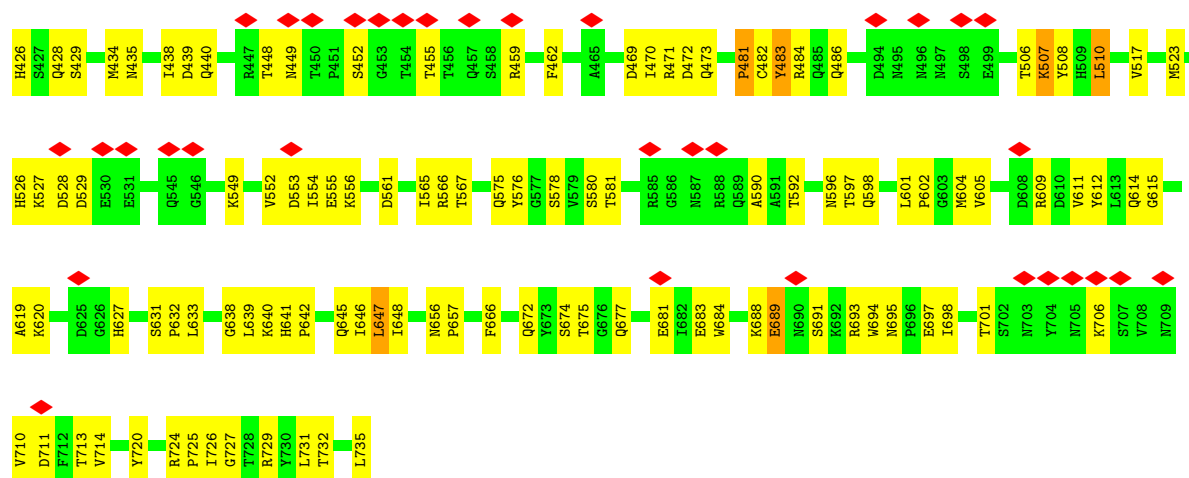 H426 S427 Q428 S429 M434 N435 I438 D439 Q440 R447 T448 N449 T450 P451 S452 G453 T454 T455 T456 Q457 S458 R459 F462 A465 D469 I470 R471 D472 Q473 P481 C482 Y483 R484 Q485 Q486 D494 N495 N496 N497 S498 E499 T506 K507 Y508 H509 L510 V517 M523
H526 K527 D528 D529 E530 E531 Q545 G546 K549 V552 D553 I554 E555 K556 D561 I565 R566 T567 Q575 Y576 G577 S578 V579 S580 T581 R585 G586 N587 R588 Q589 A590 A591 T592 N596 T597 Q598 L601 P602 G603 M604 V605 D608 R609 D610 V611 Y612 L613 Q614 G615
A619 K620 D625 G626 H627 S631 P632 L633 G638 L639 K640 H641 P642 Q645 I646 L647 I648 N656 P657 F666 Q672 Y673 S674 T675 G676 Q677 E681 I682 E683 W684 K688 E689 N690 S691 K692 R693 W694 N695 P696 E697 I698 T701 S702 N703 Y704 N705 K706 S707 V708 N709
V710 D711 F712 T713 V714 Y720 R724 P725 I726 G727 T728 R729 Y730 L731 T732 L735